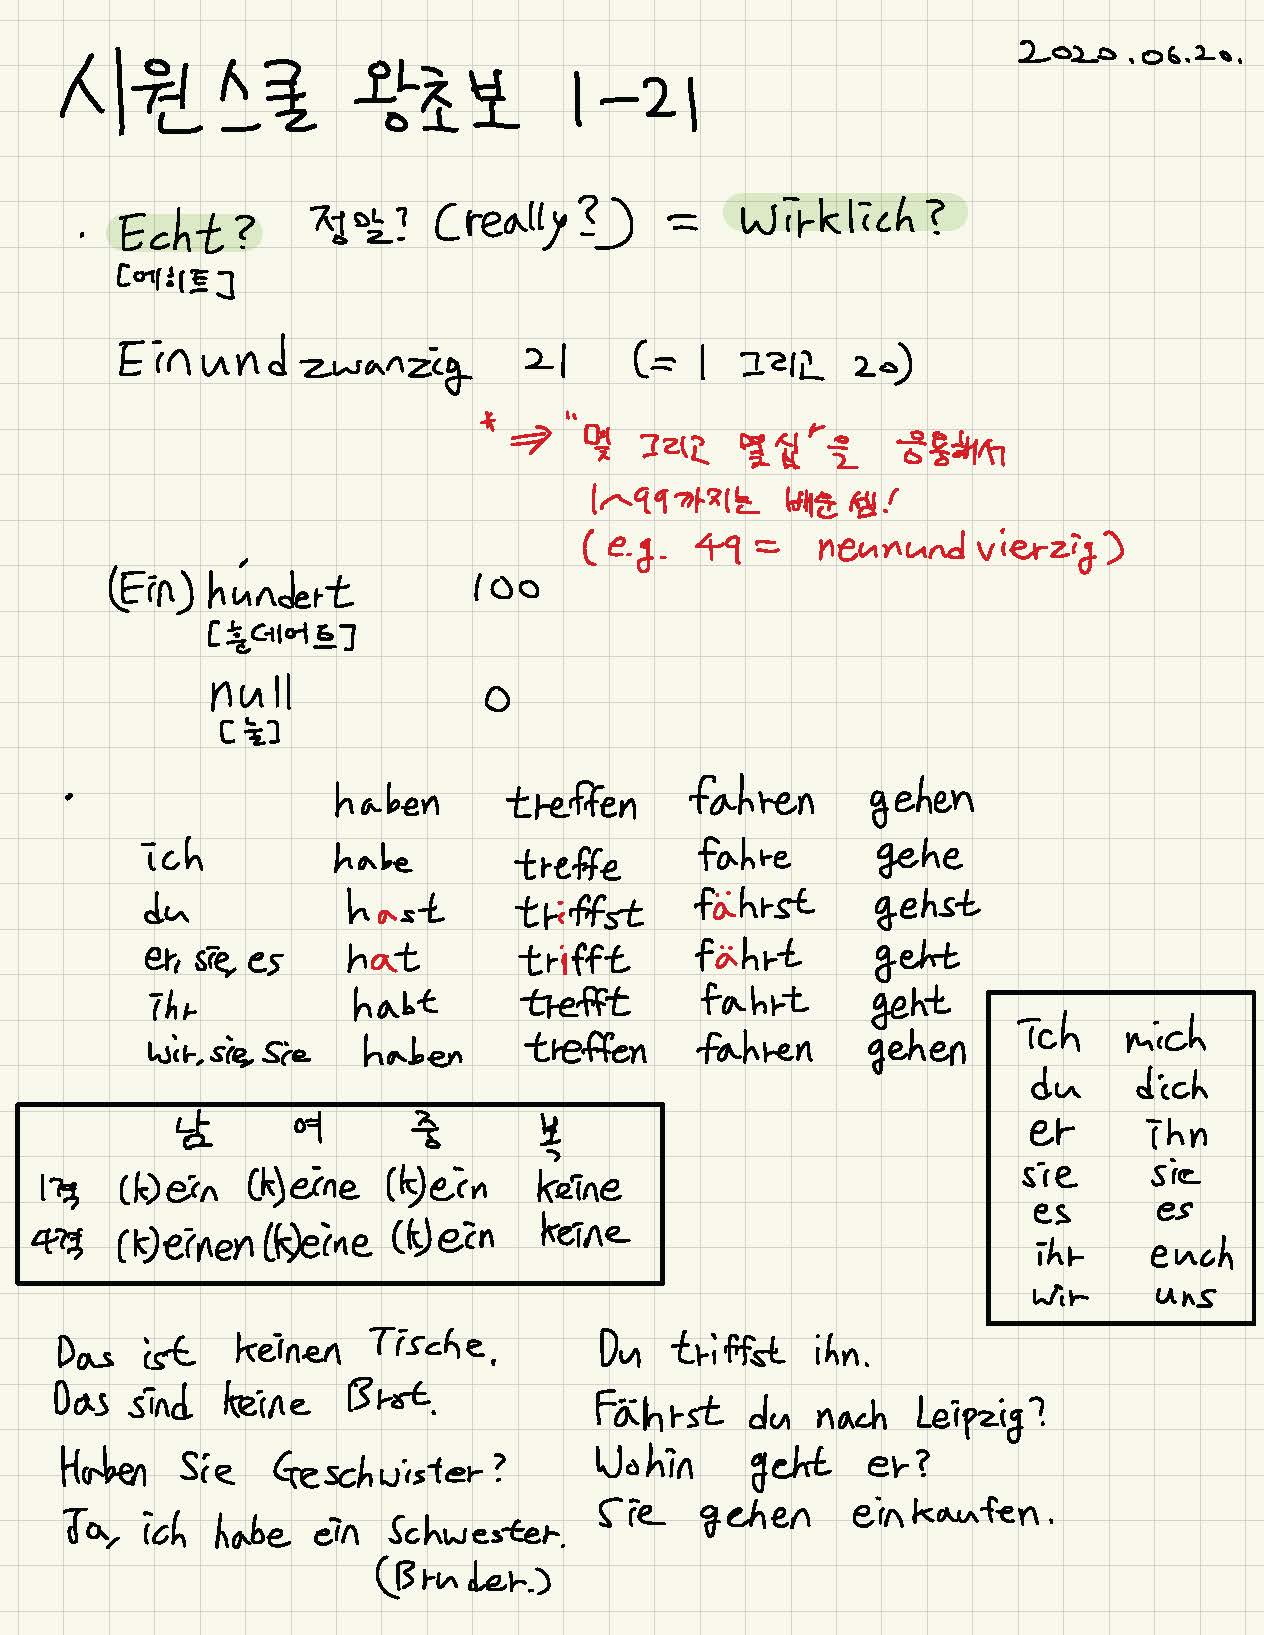 2020.06.20.
시원스쿨 왕초보 1-21
· Echt? 정말? (really?) = Wirklich?
[에히트]
Einundzwanzig 21 (= 1 그리고 20)
* ⇒ "몇 그리고 몇십"을 응용해서
1~99까지는 배운 셈!
(e.g. 49 = neunundvierzig)
(Ein) hundert 100
[훈데어트]
null 0
[눌]
· haben treffen fahren gehen
ich habe treffe fahre gehe
du hast triffst fährst gehst
er, sie, es hat trifft fährt geht
ihr habt trefft fahrt geht
wir, sie, Sie haben treffen fahren gehen
ich mich
du dich
er ihn
sie sie
es es
ihr euch
wir uns
남 여 중 복
1격 (k)ein (k)eine (k)ein keine
4격 (k)einen (k)eine (k)ein keine
Das ist keinen Tische.
Das sind keine Brot.
Haben Sie Geschwister?
Ja, ich habe ein Schwester.
(Bruder.)
Du triffst ihn.
Fährst du nach Leipzig?
Wohin geht er?
Sie gehen einkaufen.